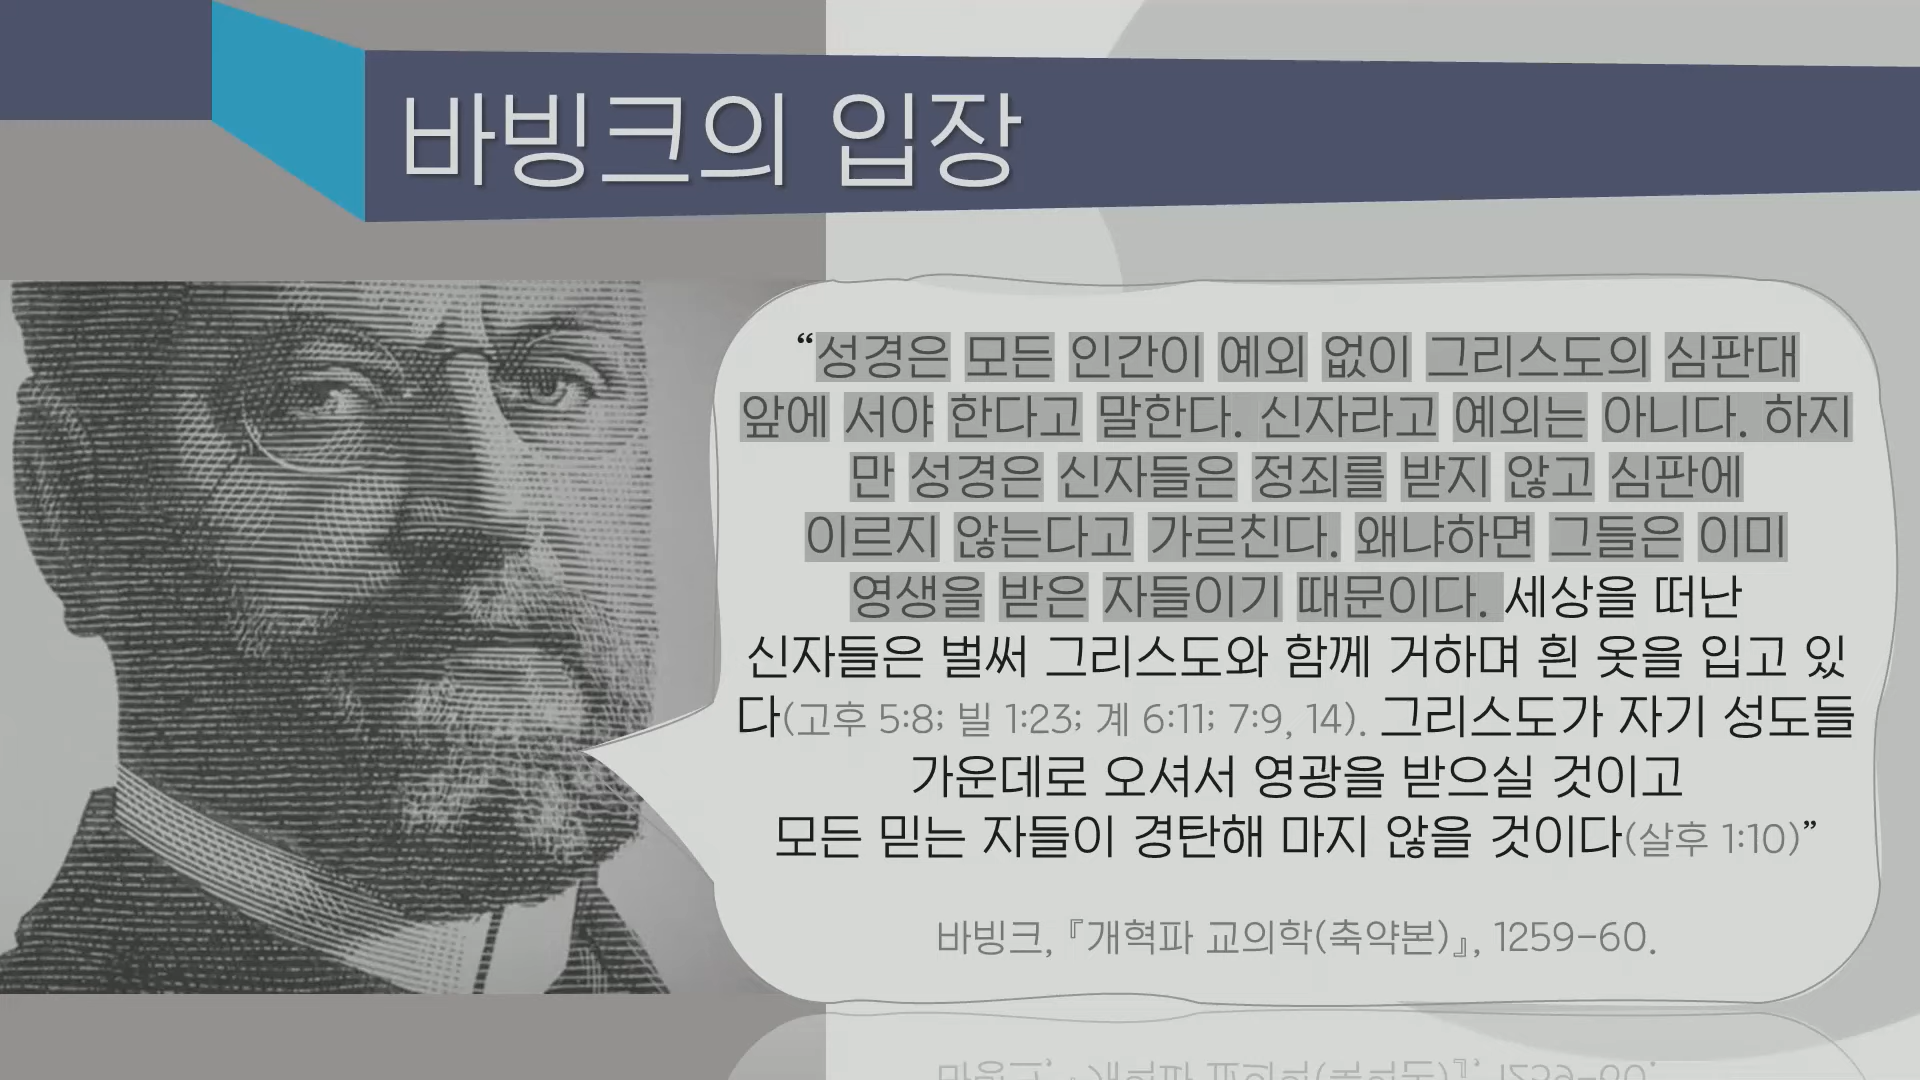 바빙크의 입장
“성경은 모든 인간이 예외 없이 그리스도의 심판대
앞에 서야 한다고 말한다. 신자라고 예외는 아니다. 하지
만 성경은 신자들은 정죄를 받지 않고 심판에
이르지 않는다고 가르친다. 왜냐하면 그들은 이미
영생을 받은 자들이기 때문이다. 세상을 떠난
신자들은 벌써 그리스도와 함께 거하며 흰 옷을 입고 있
다(고후 5:8; 빌 1:23; 계 6:11; 7:9, 14). 그리스도가 자기 성도들
가운데로 오셔서 영광을 받으실 것이고
모든 믿는 자들이 경탄해 마지 않을 것이다(살후 1:10)”
바빙크, 『개혁파 교의학(축약본)』, 1259-60.